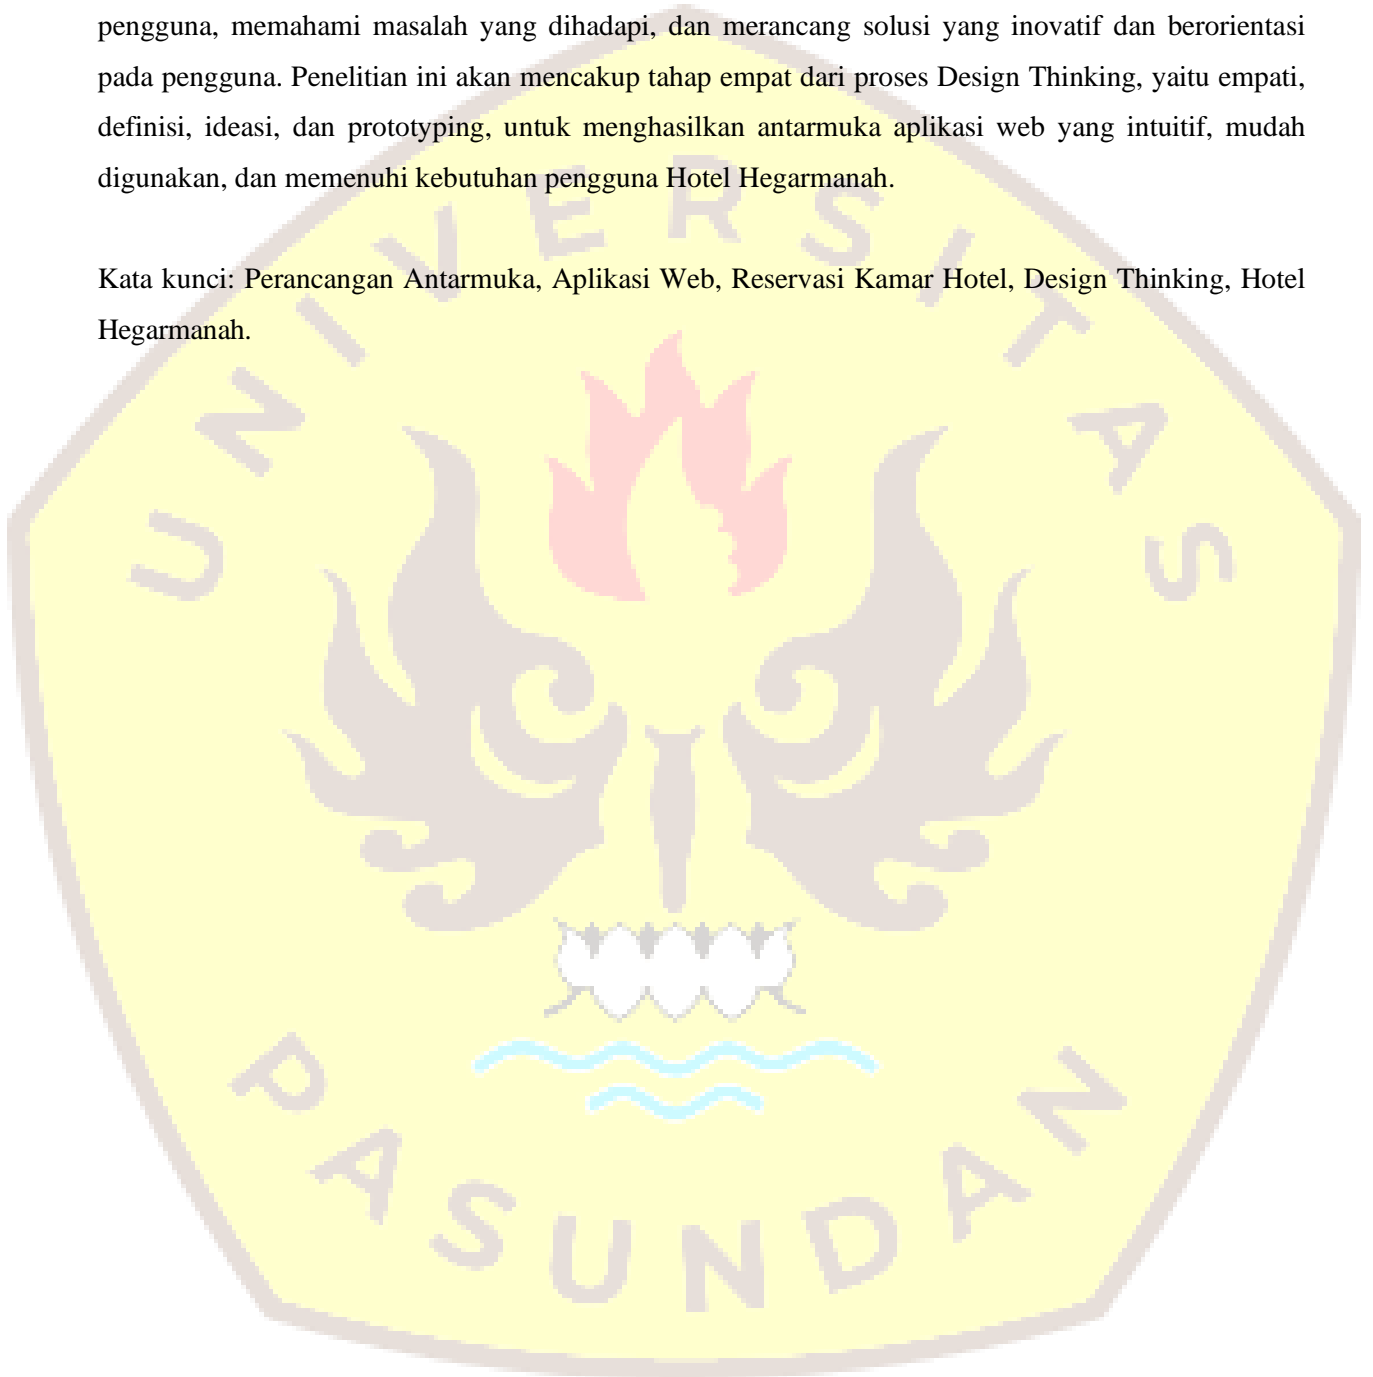 pengguna, memahami masalah yang dihadapi, dan merancang solusi yang inovatif dan berorientasi
pada pengguna. Penelitian ini akan mencakup tahap empat dari proses Design Thinking, yaitu empati,
definisi, ideasi, dan prototyping, untuk menghasilkan antarmuka aplikasi web yang intuitif, mudah
digunakan, dan memenuhi kebutuhan pengguna Hotel Hegarmanah.
Kata kunci: Perancangan Antarmuka, Aplikasi Web, Reservasi Kamar Hotel, Design Thinking, Hotel
Hegarmanah.
UNIVERSITAS
PASUNDAN